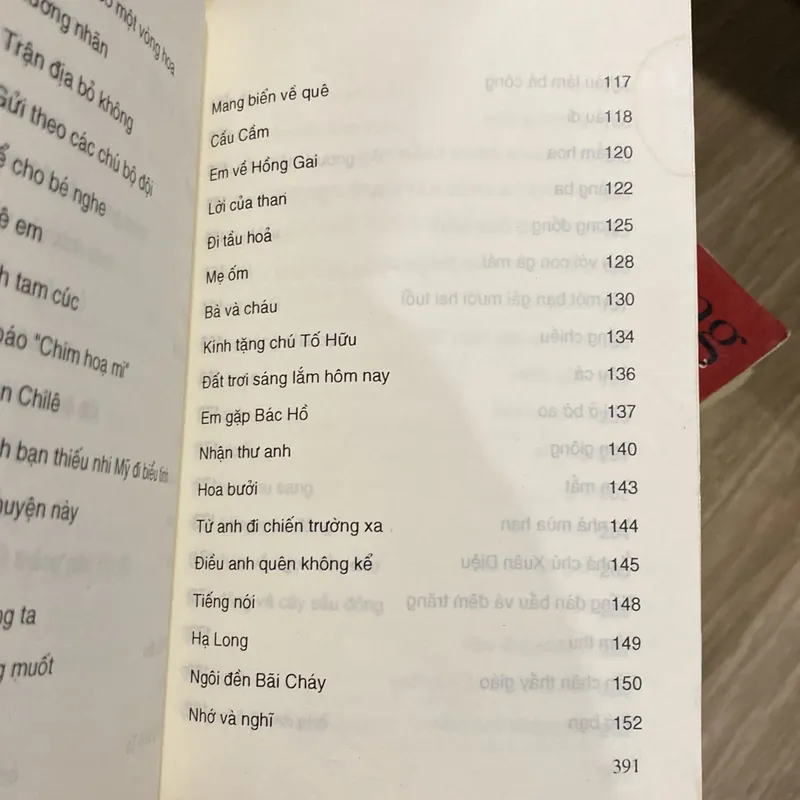 một vòng hoa
nhãn
Trận địa bỏ không
Gửi theo các chú bộ đội
cho bé nghe
em
tam cúc
báo "Chim hoạ mi"
Chilê
bạn thiếu nhi Mỹ đi biểu tình
này
ta
muốt
Mang biển về quê 117
Cẩu Cẩm 118
Em về Hồng Gai 120
Lời của than 122
Đi tầu hoả 125
Mẹ ốm 128
Bà và cháu 130
Kính tặng chú Tố Hữu 134
Đất trời sáng lắm hôm nay 136
Em gặp Bác Hồ 137
Nhận thư anh 140
Hoa bưởi 143
Từ anh đi chiến trường xa 144
Điều anh quên không kể 145
Tiếng nói 148
Hạ Long 149
Ngôi đền Bãi Cháy 150
Nhớ và nghĩ 152
391